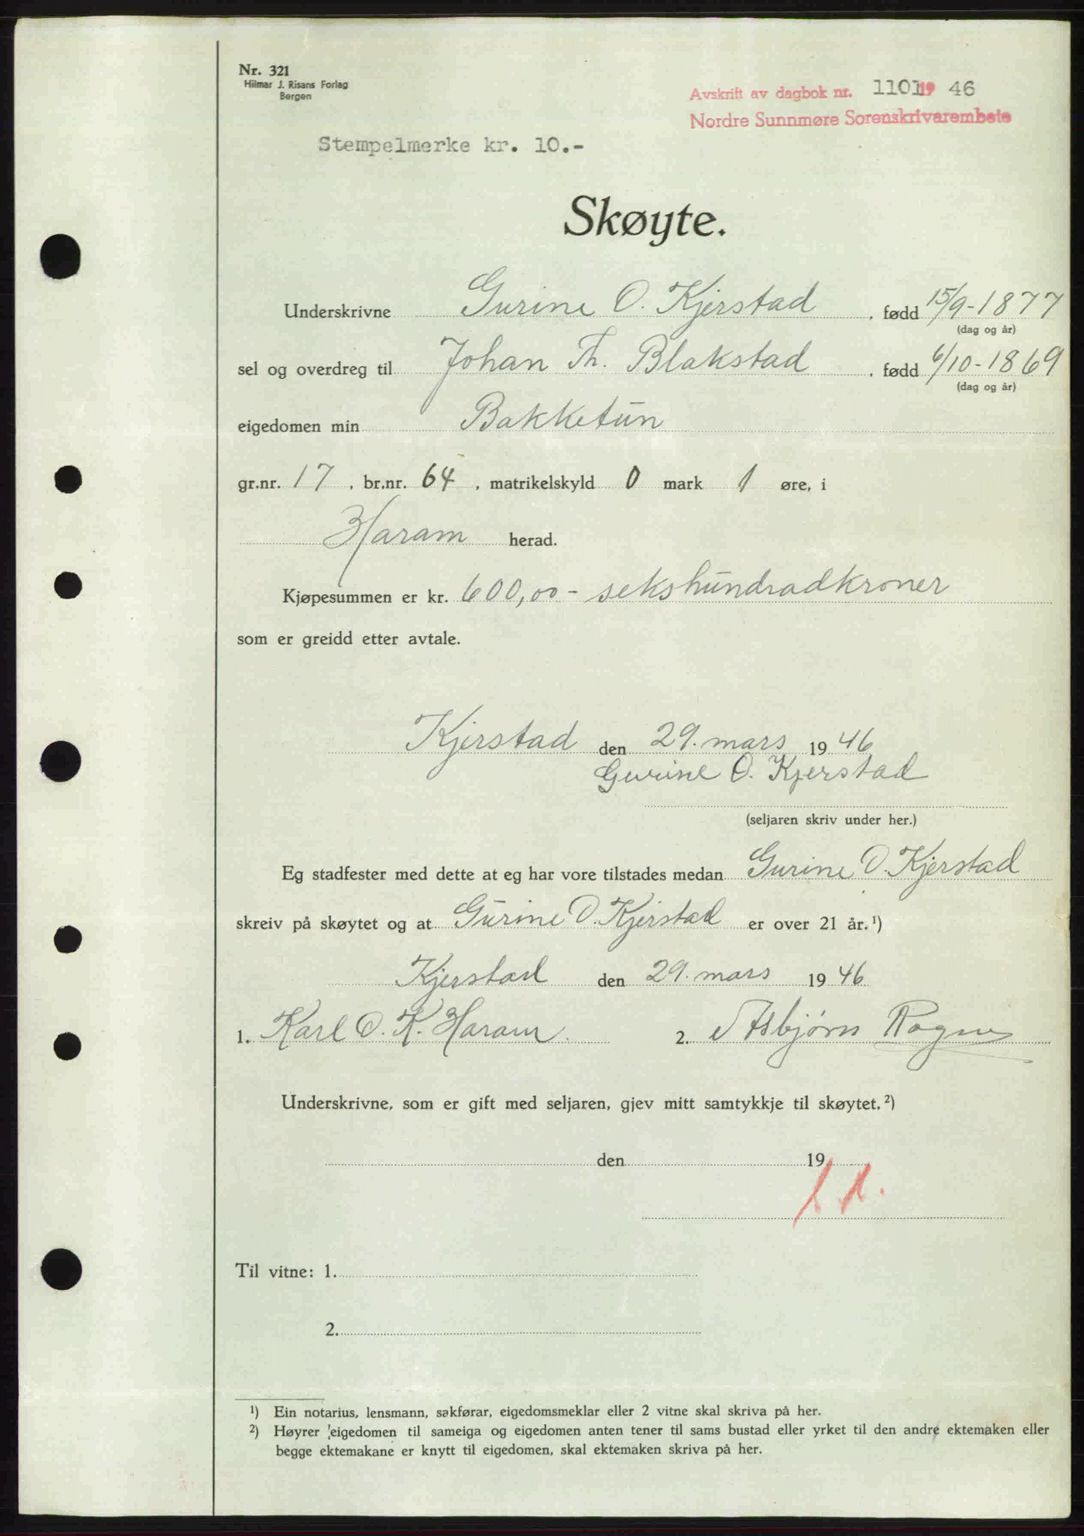 Nr. 321
Hilmar J. Risans Forlag
Bergen
Avskrift av dagbok nr. 1101 19 46
Nordre Sunnmøre Sorenskrivarembete
Stempelmerke kr. 10.-
Skøyte.
Underskrivne Gurine O. Kjerstad, fødd 15/9-1877
(dag og år)
sel og overdreg til Johan Th. Blakstad, fødd 6/10-1869
(dag og år)
eigedomen min Bakketun
gr.nr. 17, br.nr. 64, matrikelskyld 0 mark 1 øre, i
Haram herad.
Kjøpesummen er kr. 600,00 - sekshundradkroner
som er greidd etter avtale.
Kjerstad den 29. mars 1946
Gurine O. Kjerstad
(seljaren skriv under her.)
Eg stadfester med dette at eg har vore tilstades medan Gurine O. Kjerstad
skreiv på skøytet og at Gurine O. Kjerstad er over 21 år.¹)
Kjerstad den 29. mars 1946
1. Karl O. K. Haram. 2. Asbjørn Rogne
Underskrivne, som er gift med seljaren, gjev mitt samtykkje til skøytet.²)
den 19
Til vitne: 1.
2.
¹) Ein notarius, lensmann, sakførar, eigedomsmeklar eller 2 vitne skal skriva på her.
²) Høyrer eigedomen til sameiga og eigedomen anten tener til sams bustad eller yrket til den andre ektemaken eller
begge ektemakane er knytt til eigedomen, skal ektemaken skriva på her.